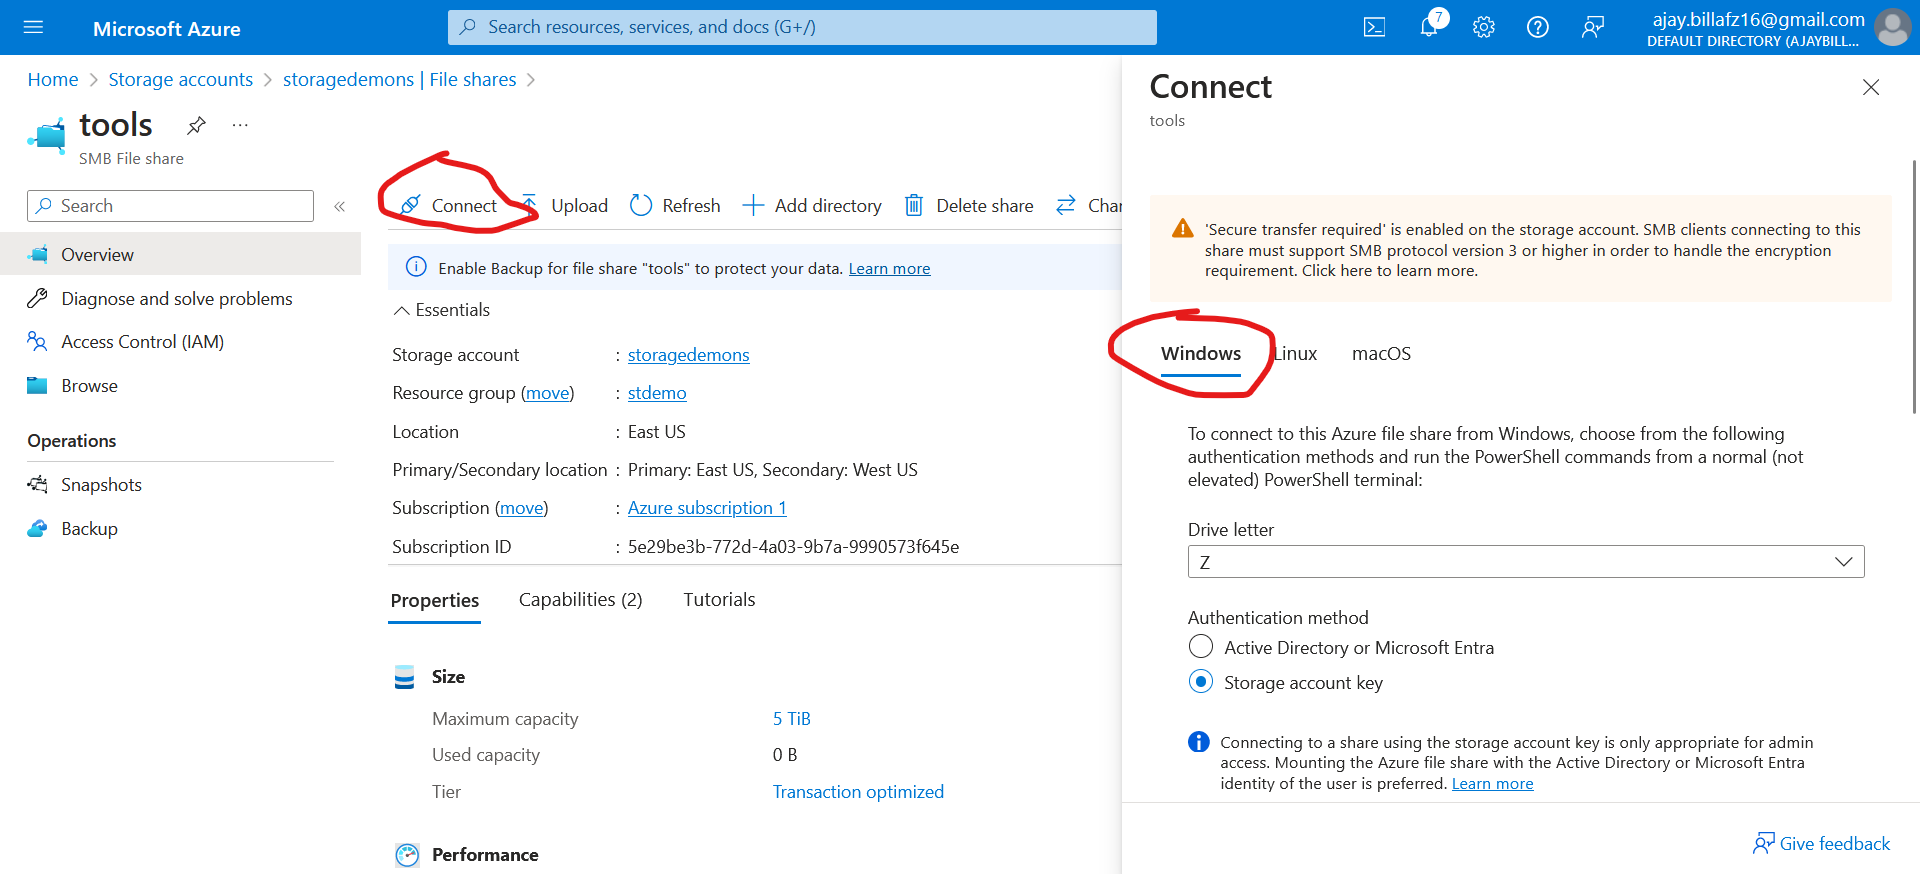 Microsoft Azure
Search resources, services, and docs (G+/)
7
ajay.billafz16@gmail.com
DEFAULT DIRECTORY (AJAYBILL...
Home > Storage accounts > storagedemons | File shares >
tools
...
SMB File share
Search
«
Overview
Diagnose and solve problems
Access Control (IAM)
Browse
Operations
Snapshots
Backup
Connect
Upload
Refresh
Add directory
Delete share
Chan
Enable Backup for file share "tools" to protect your data. Learn more
Essentials
Storage account : storagedemons
Resource group (move) : stdemo
Location : East US
Primary/Secondary location : Primary: East US, Secondary: West US
Subscription (move) : Azure subscription 1
Subscription ID : 5e29be3b-772d-4a03-9b7a-9990573f645e
Properties Capabilities (2) Tutorials
Size
Maximum capacity 5 TiB
Used capacity 0 B
Tier Transaction optimized
Performance
Connect
tools
'Secure transfer required' is enabled on the storage account. SMB clients connecting to this
share must support SMB protocol version 3 or higher in order to handle the encryption
requirement. Click here to learn more.
Windows Linux macOS
To connect to this Azure file share from Windows, choose from the following
authentication methods and run the PowerShell commands from a normal (not
elevated) PowerShell terminal:
Drive letter
Z
Authentication method
Active Directory or Microsoft Entra
Storage account key
Connecting to a share using the storage account key is only appropriate for admin
access. Mounting the Azure file share with the Active Directory or Microsoft Entra
identity of the user is preferred. Learn more
Give feedback